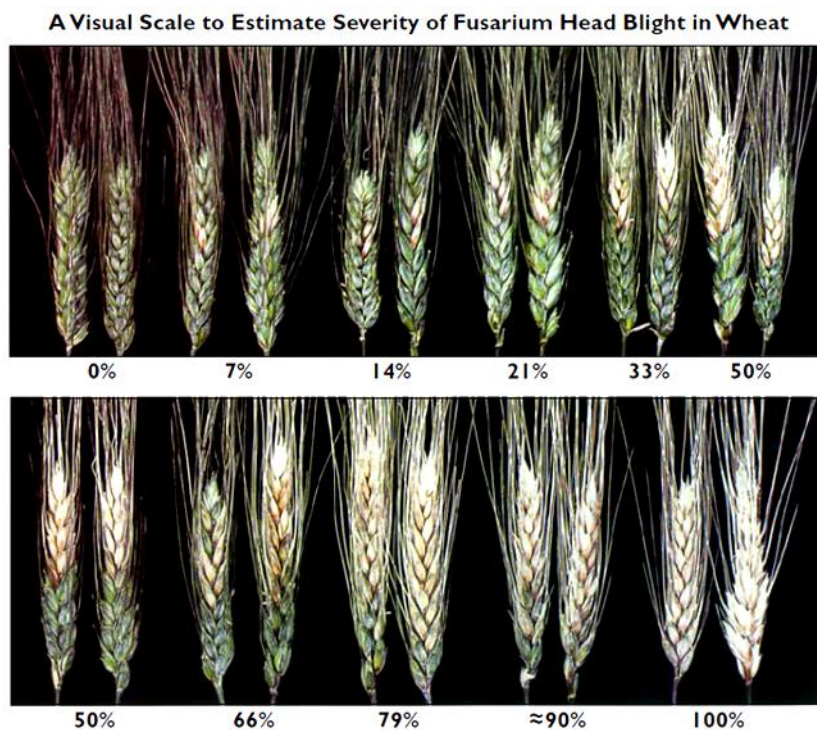 A Visual Scale to Estimate Severity of Fusarium Head Blight in Wheat
0% 7% 14% 21% 33% 50%
50% 66% 79% ≈90% 100%